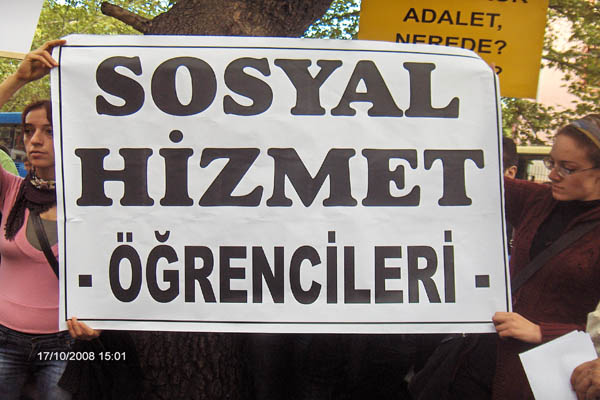 ADALET,
NEREDE?
SOSYAL
HİZMET
- ÖĞRENCİLERİ -
17/10/2008 15:01